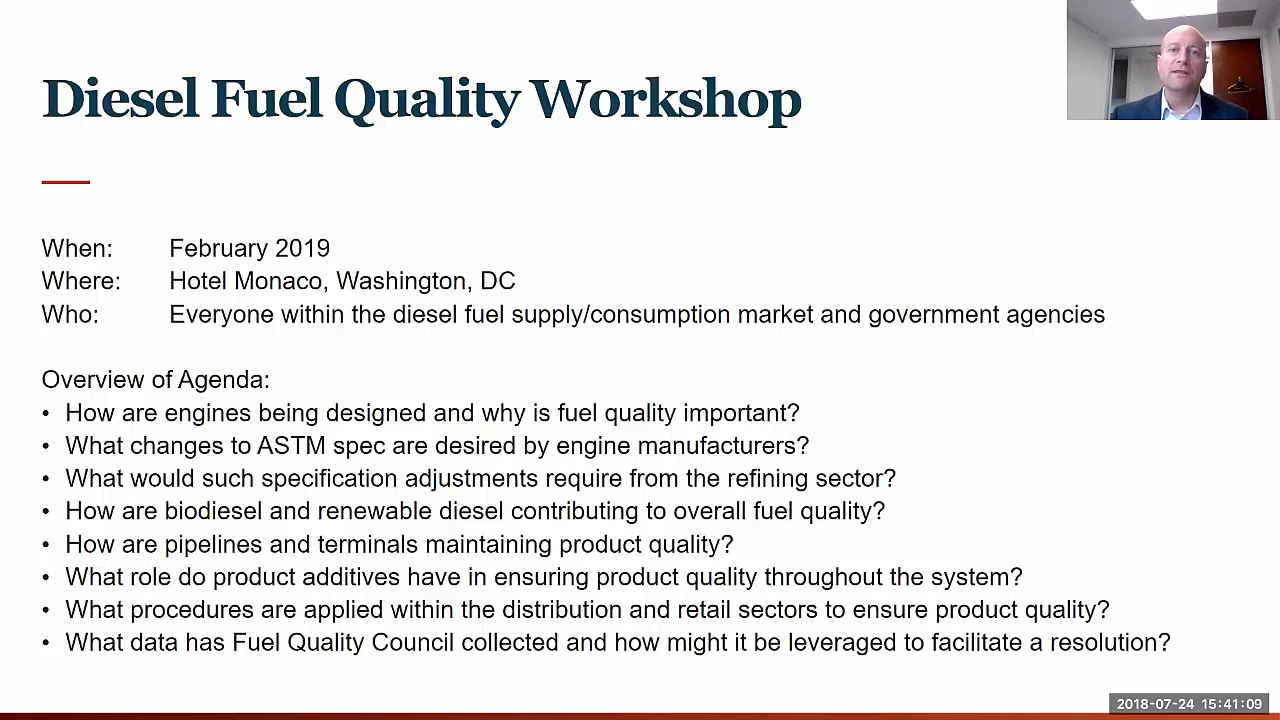 Diesel Fuel Quality Workshop
When: February 2019
Where: Hotel Monaco, Washington, DC
Who: Everyone within the diesel fuel supply/consumption market and government agencies
Overview of Agenda:
• How are engines being designed and why is fuel quality important?
• What changes to ASTM spec are desired by engine manufacturers?
• What would such specification adjustments require from the refining sector?
• How are biodiesel and renewable diesel contributing to overall fuel quality?
• How are pipelines and terminals maintaining product quality?
• What role do product additives have in ensuring product quality throughout the system?
• What procedures are applied within the distribution and retail sectors to ensure product quality?
• What data has Fuel Quality Council collected and how might it be leveraged to facilitate a resolution?
2018-07-24 15:41:09